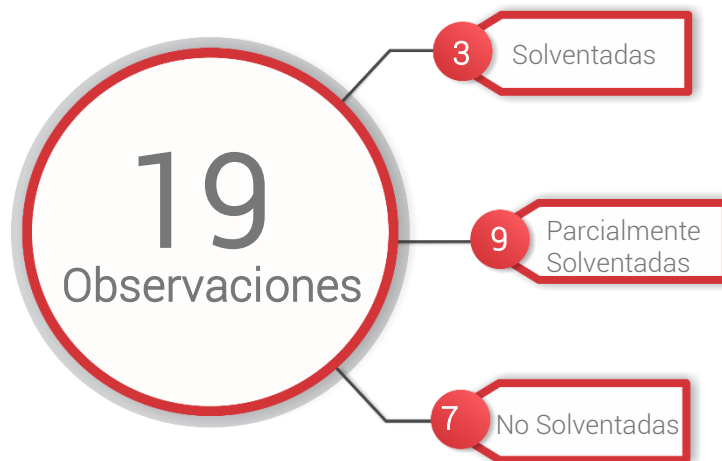 19
Observaciones
3
Solventadas
9
Parcialmente
Solventadas
7
No Solventadas